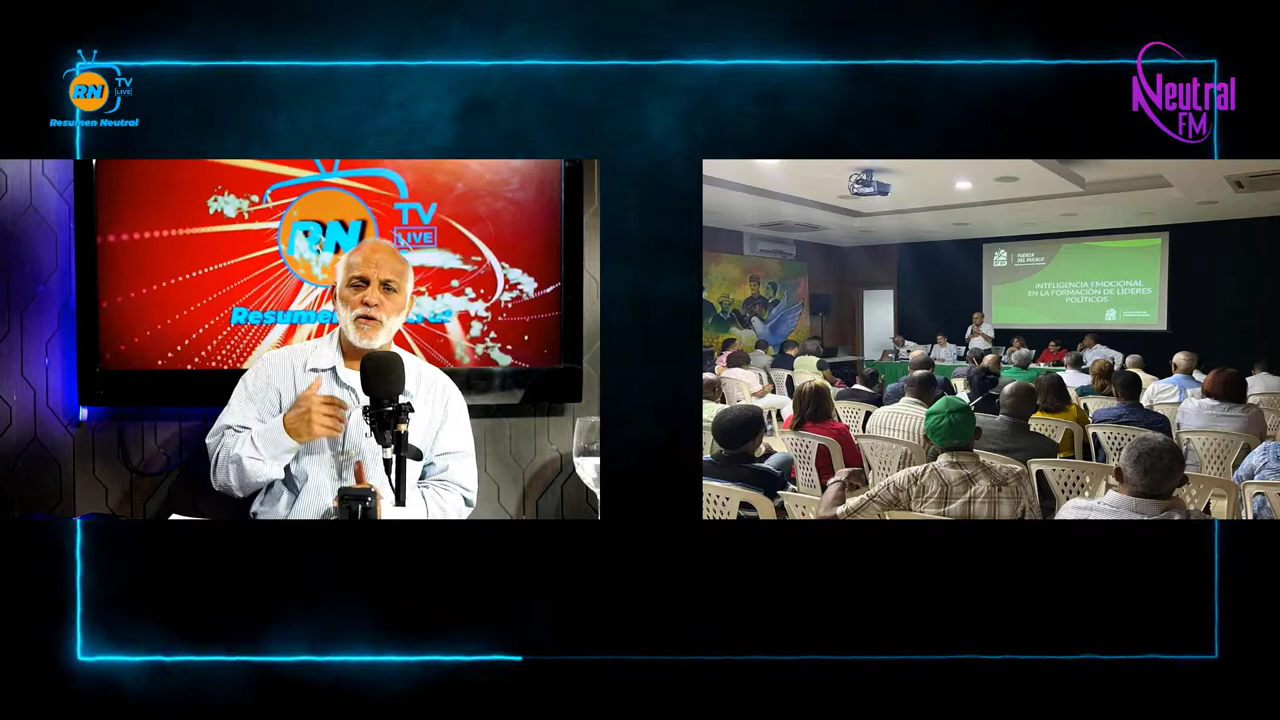 RN
TV
LIVE
Resumen Neutral
Neutral
FM
RN
TV
LIVE
FP
FUERZA
DEL PUEBLO
INTELIGENCIA EMOCIONAL
EN LA FORMACIÓN DE LÍDERES
POLÍTICOS